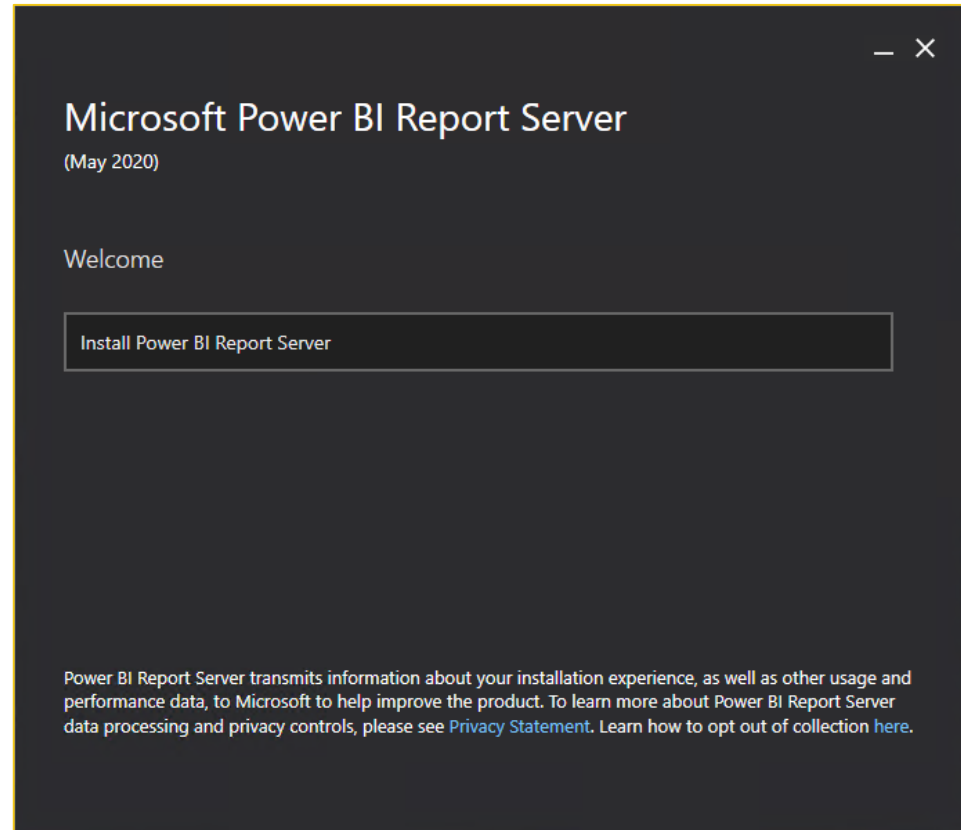 Microsoft Power BI Report Server
(May 2020)
Welcome
Install Power BI Report Server
Power BI Report Server transmits information about your installation experience, as well as other usage and
performance data, to Microsoft to help improve the product. To learn more about Power BI Report Server
data processing and privacy controls, please see Privacy Statement. Learn how to opt out of collection here.